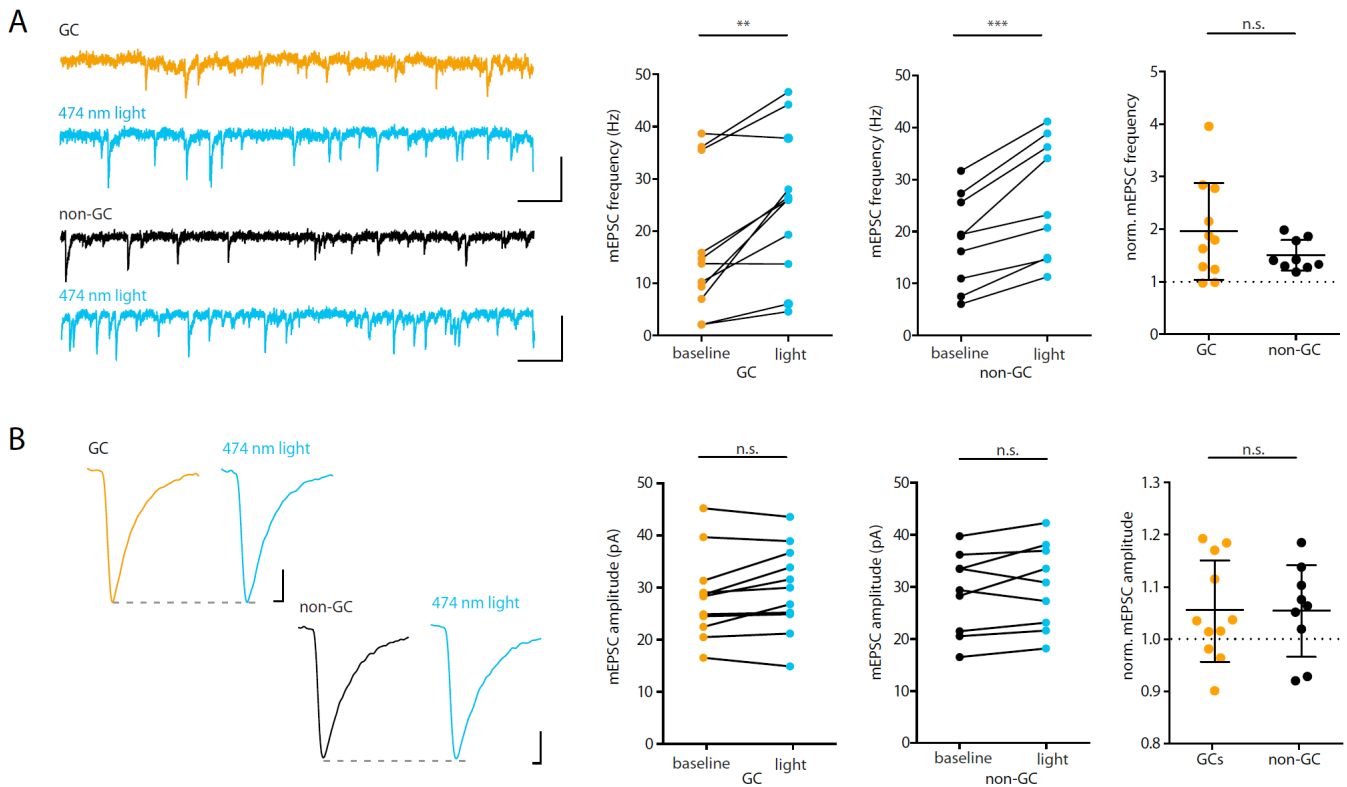 A
GC
474 nm light
non-GC
474 nm light
**
mEPSC frequency (Hz)
50
40
30
20
10
0
baseline light
GC
***
mEPSC frequency (Hz)
50
40
30
20
10
0
baseline light
non-GC
n.s.
norm. mEPSC frequency
5
4
3
2
1
0
GC non-GC
B
GC 474 nm light
non-GC 474 nm light
n.s.
mEPSC amplitude (pA)
50
40
30
20
10
0
baseline light
GC
n.s.
mEPSC amplitude (pA)
50
40
30
20
10
0
baseline light
non-GC
n.s.
norm. mEPSC amplitude
1.3
1.2
1.1
1.0
0.9
0.8
GCs non-GC